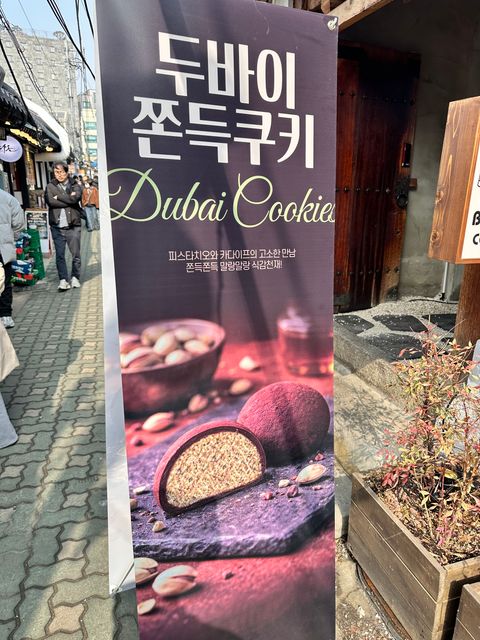 두바이
쫀득쿠키
Dubai Cookies
피스타치오와 카다이프의 고소한 만남
쫀득쫀득 말랑말랑 식감천재!